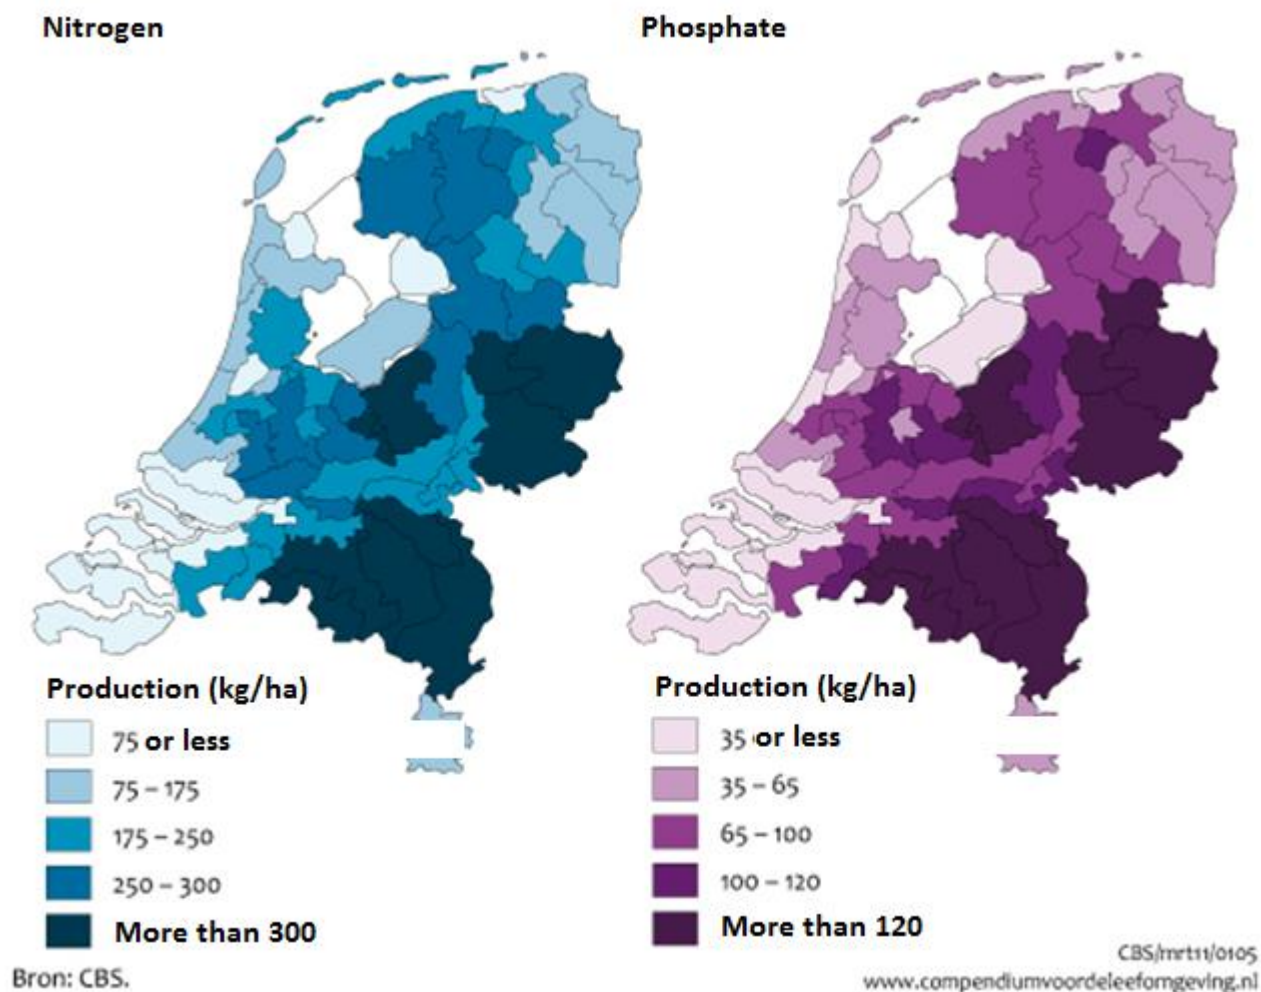 Nitrogen
Phosphate
Production (kg/ha)
75 or less
75 – 175
175 – 250
250 – 300
More than 300
Production (kg/ha)
35 or less
35 – 65
65 – 100
100 – 120
More than 120
Bron: CBS.
CBS/mrt11/0105
www.compendiumvoordeleefomgeving.nl